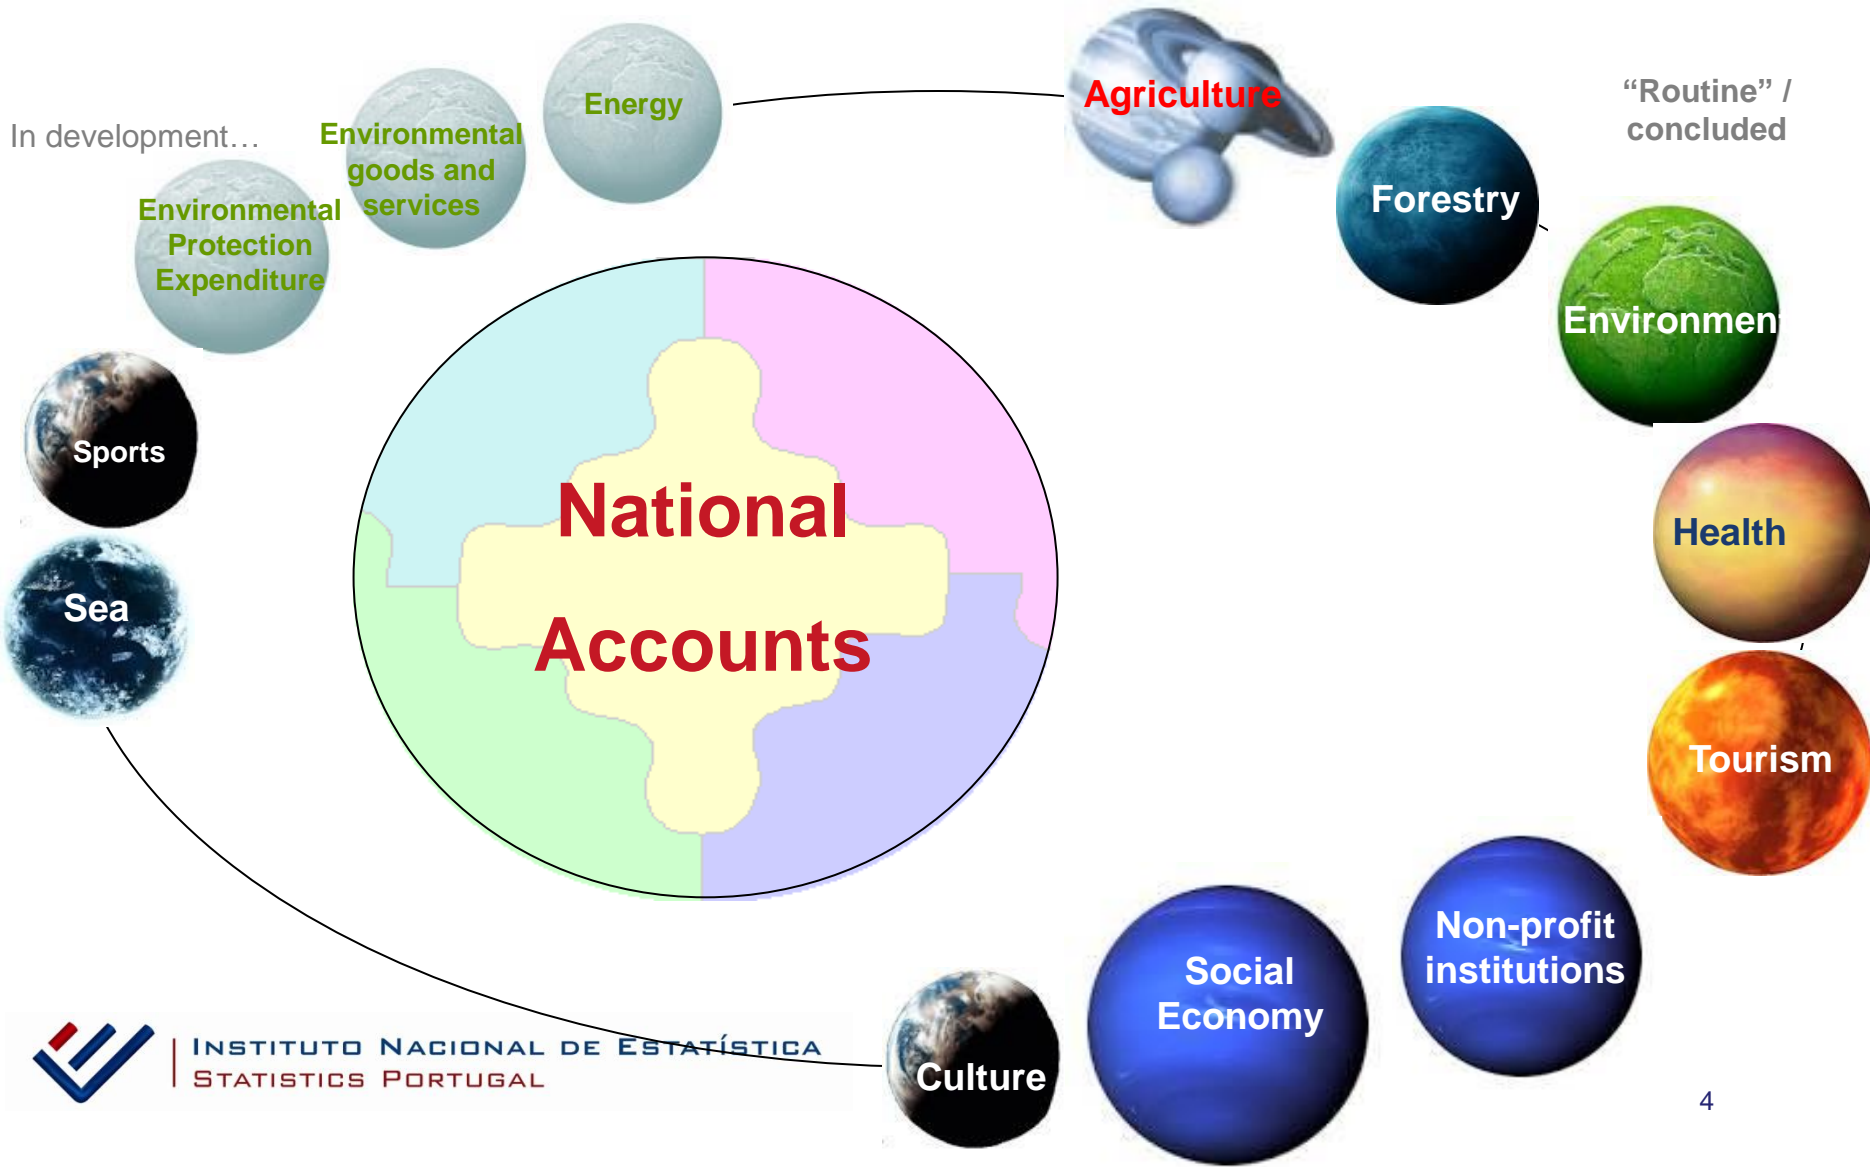 In development…
Energy
Environmental
goods and
services
Environmental
Protection
Expenditure
Sports
Sea
Agriculture
“Routine” /
concluded
Forestry
Environment
Health
Tourism
Non-profit
institutions
Social
Economy
Culture
National
Accounts
INSTITUTO NACIONAL DE ESTATÍSTICA
STATISTICS PORTUGAL
4